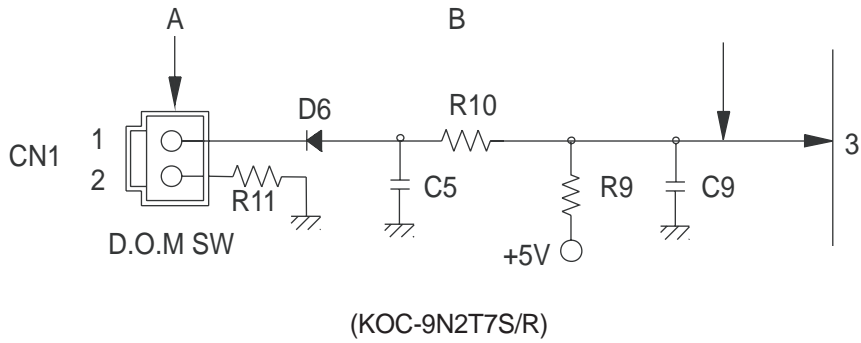 A
B
D6
R10
CN1
1
2
3
R11
C5
R9
C9
D.O.M SW
+5V
(KOC-9N2T7S/R)